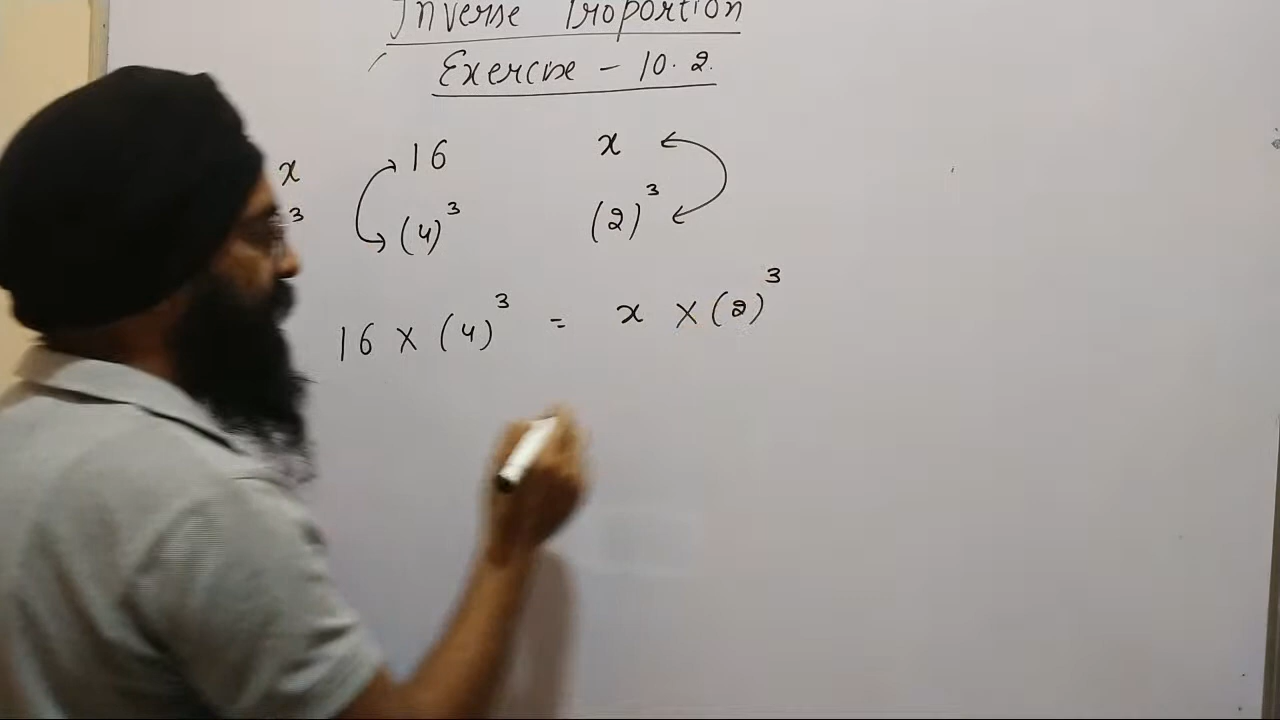 Inverse Proportion
Exercise - 10.2.
x 16 x
3 (4)³ (2)³
16 × (4)³ = x × (2)³